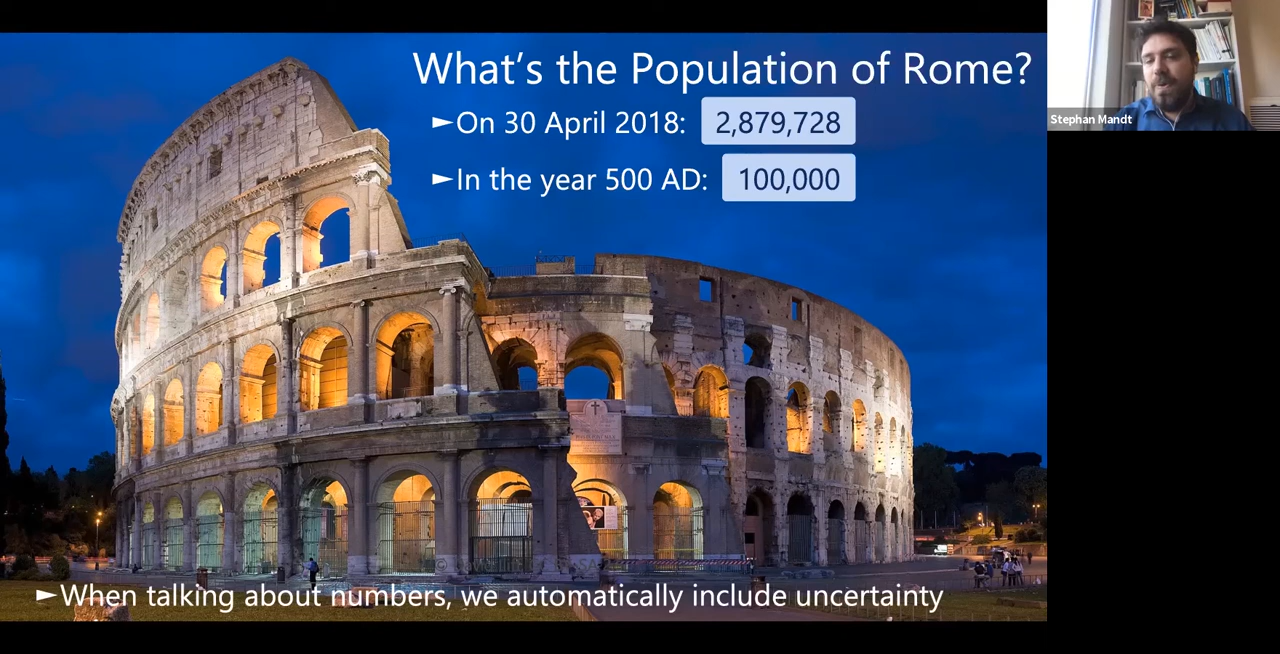 What's the Population of Rome?
►On 30 April 2018: 2,879,728
►In the year 500 AD: 100,000
►When talking about numbers, we automatically include uncertainty
Stephan Mandt